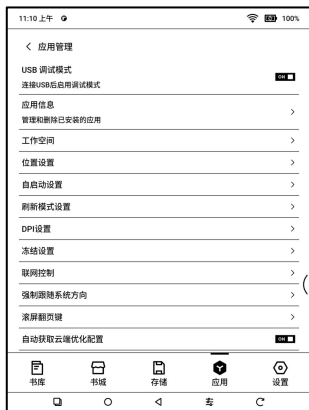 11:10 上午
100%
应用管理
USB 调试模式
ON
连接USB后启用调试模式
应用信息
管理和删除已安装的应用
工作空间
位置设置
自启动设置
刷新模式设置
DPI设置
冻结设置
联网控制
强制跟随系统方向
滚屏翻页键
自动获取云端优化配置
ON
书库
书城
存储
应用
设置